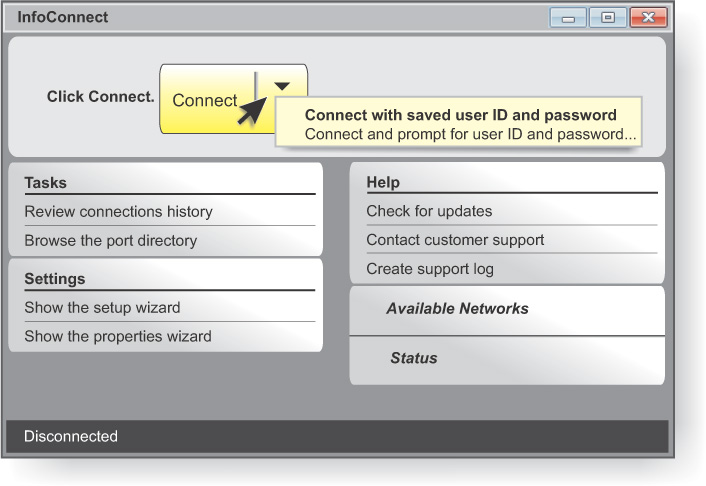 InfoConnect
Click Connect.
Connect
Connect with saved user ID and password
Connect and prompt for user ID and password...
Tasks
Review connections history
Browse the port directory
Settings
Show the setup wizard
Show the properties wizard
Help
Check for updates
Contact customer support
Create support log
Available Networks
Status
Disconnected